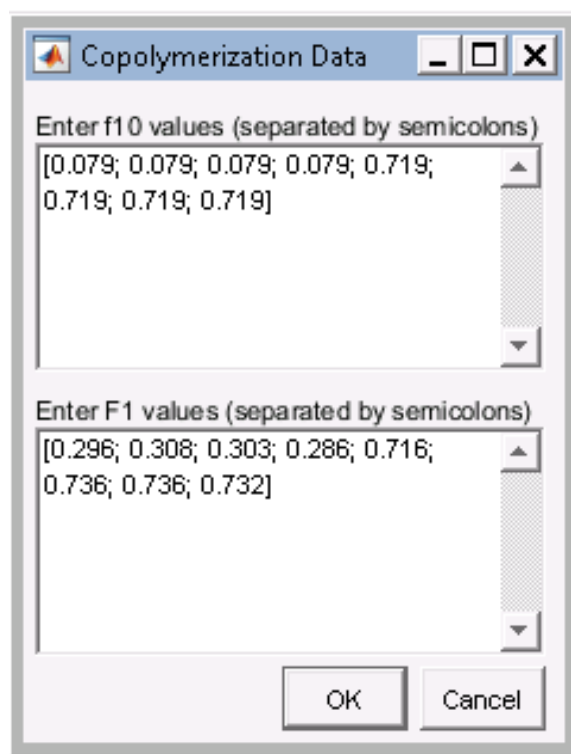 Copolymerization Data
Enter f10 values (separated by semicolons)
[0.079; 0.079; 0.079; 0.079; 0.719;
0.719; 0.719; 0.719]
Enter F1 values (separated by semicolons)
[0.296; 0.308; 0.303; 0.286; 0.716;
0.736; 0.736; 0.732]
OK Cancel